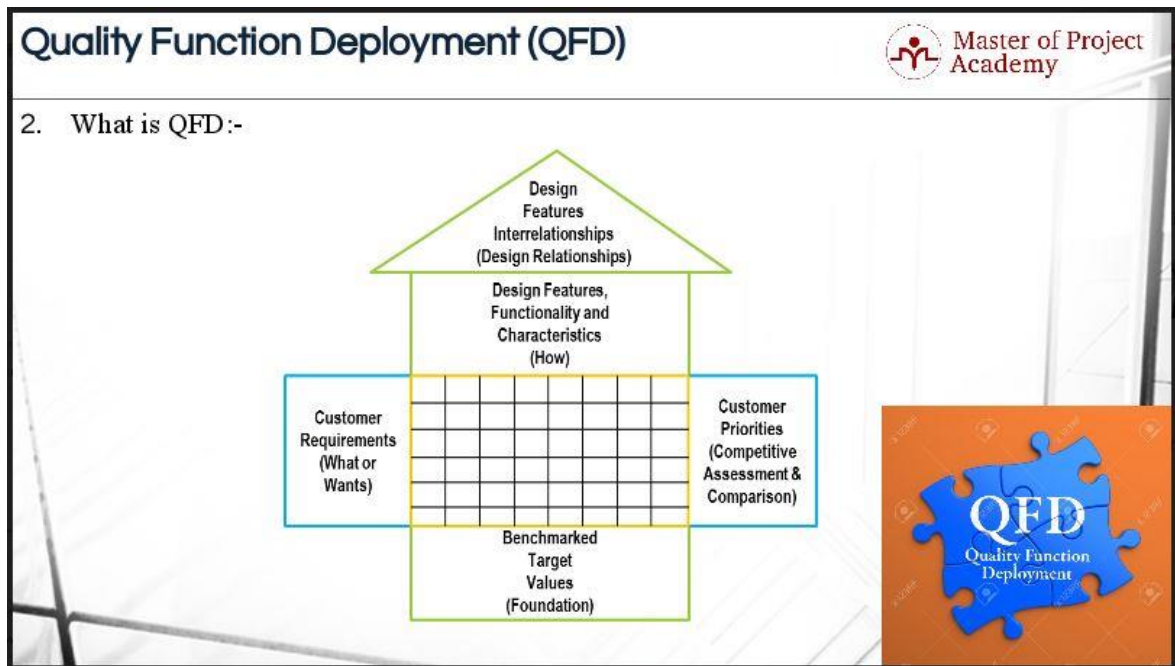 Quality Function Deployment (QFD)
Master of Project
Academy
2. What is QFD:-
Design
Features
Interrelationships
(Design Relationships)
Design Features,
Functionality and
Characteristics
(How)
Customer
Requirements
(What or
Wants)
Customer
Priorities
(Competitive
Assessment &
Comparison)
Benchmarked
Target
Values
(Foundation)
QFD
Quality Function
Deployment